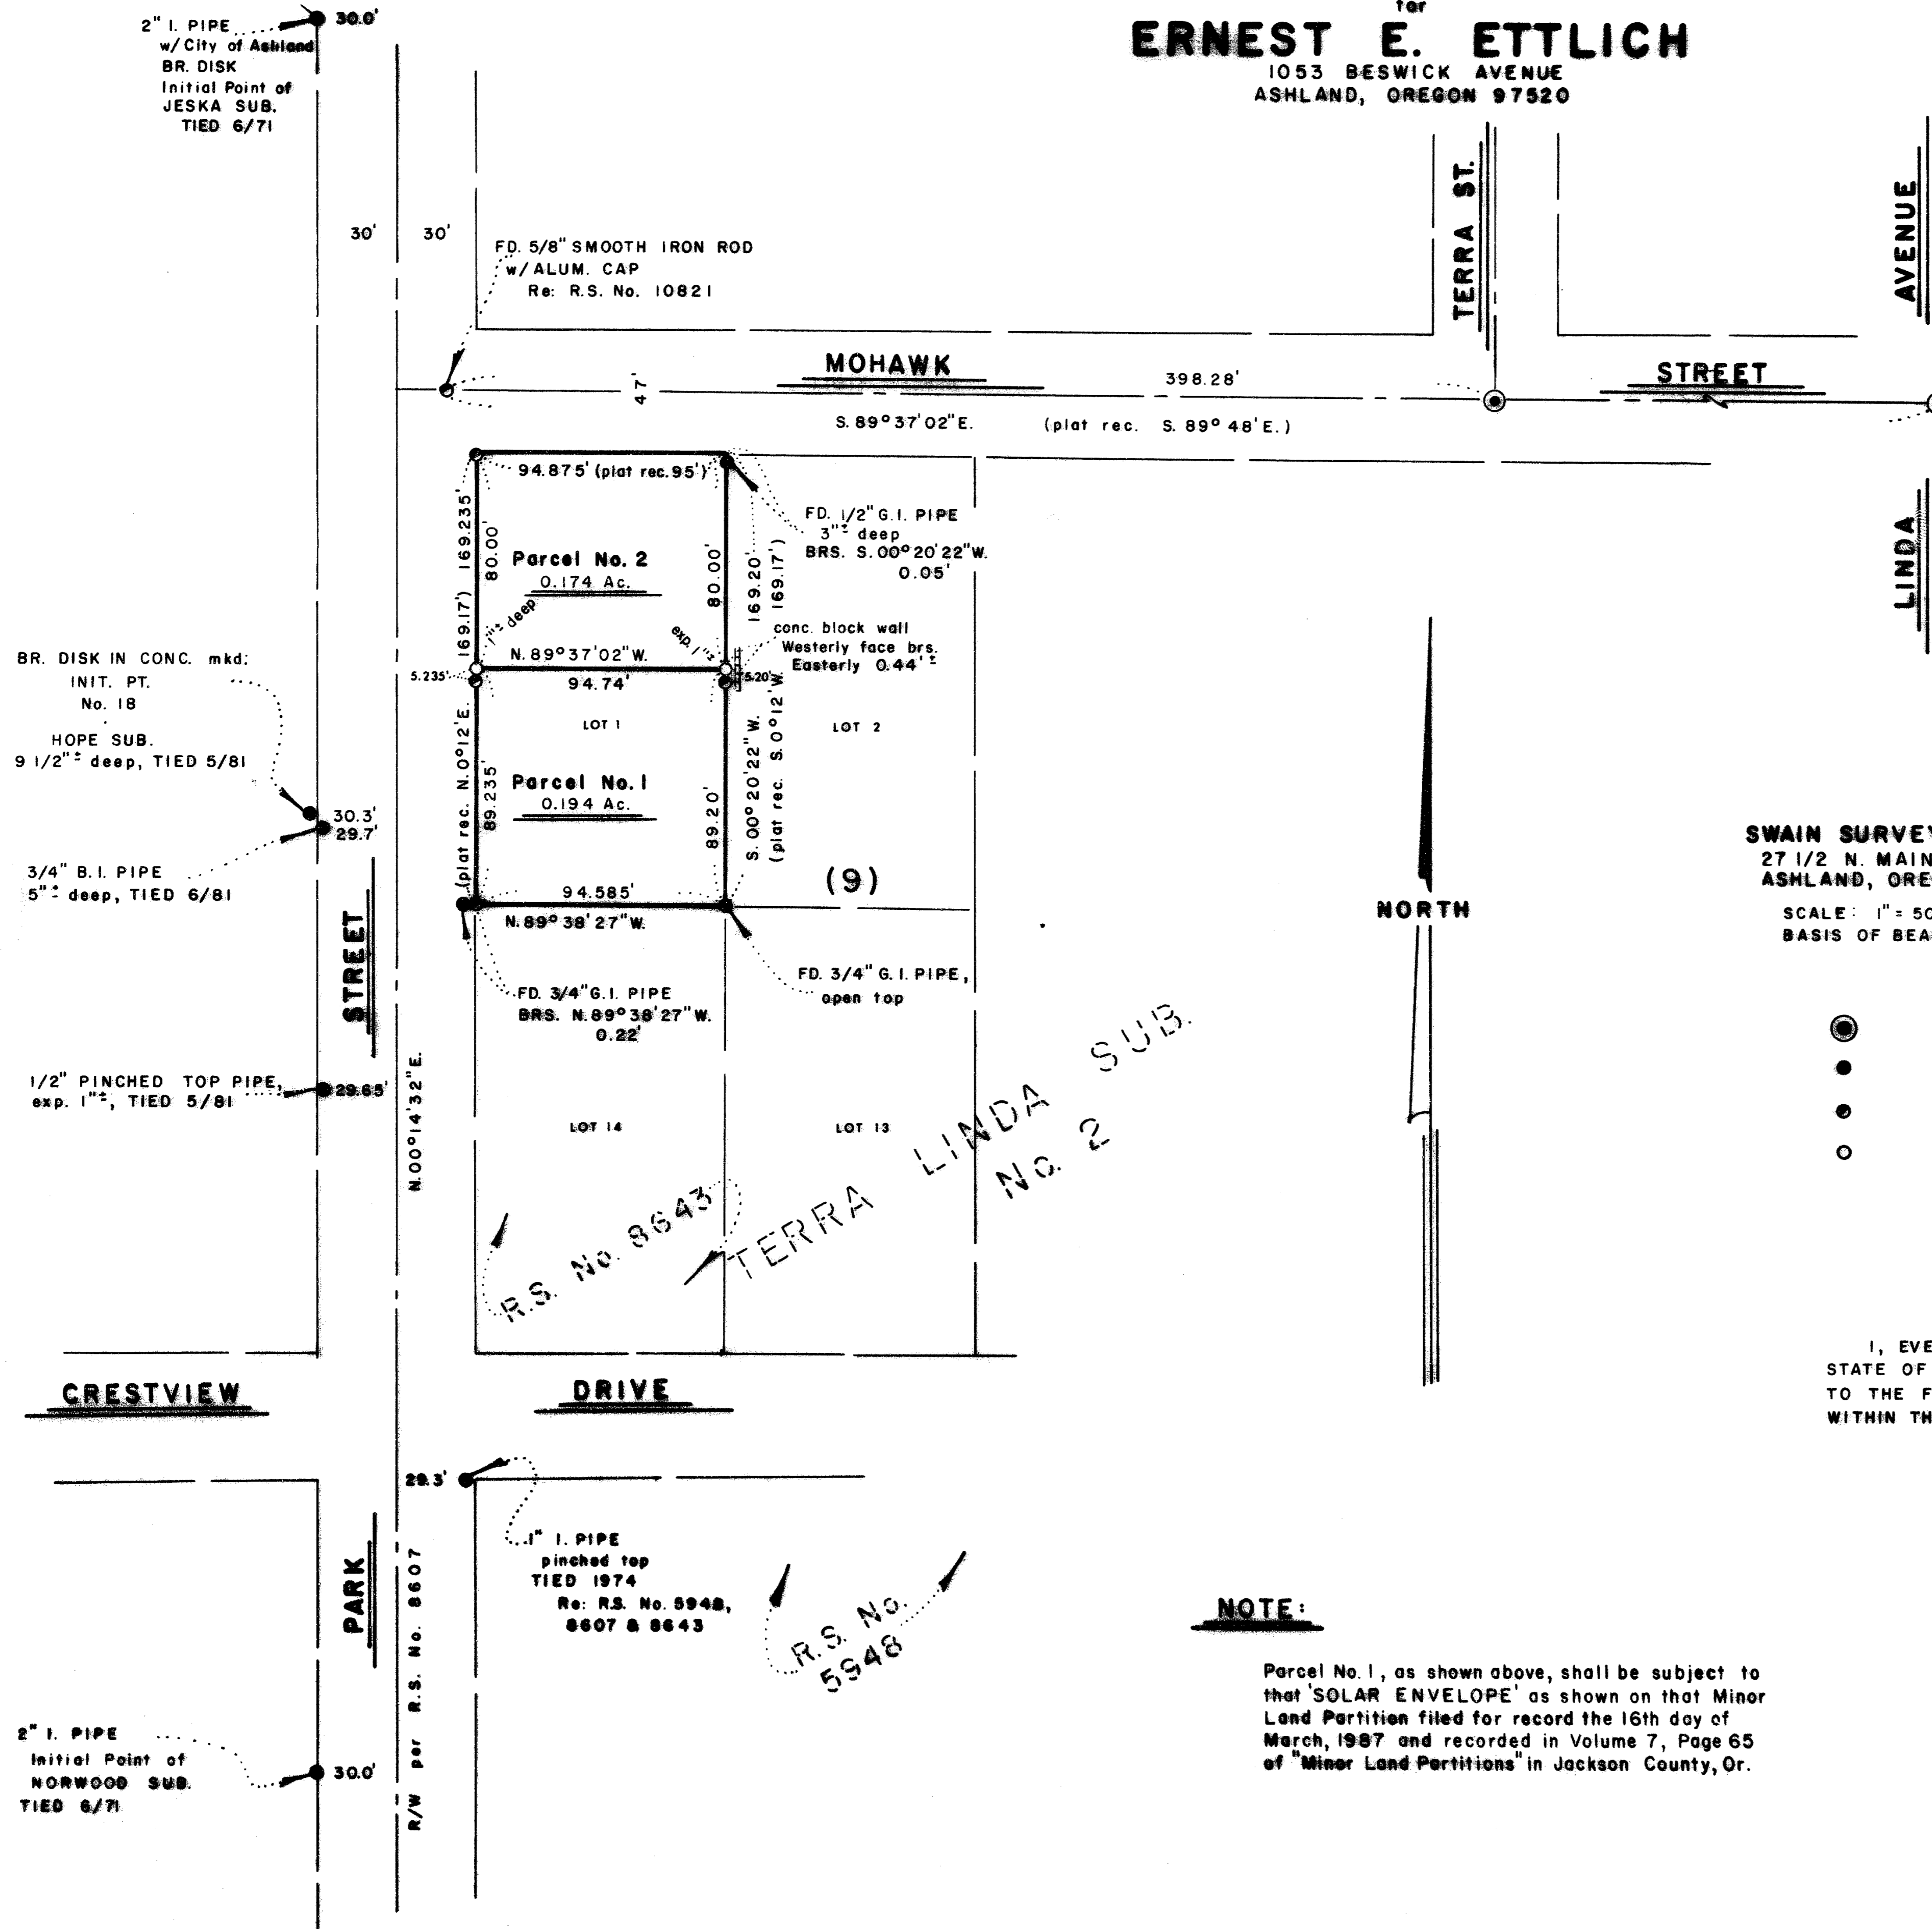 for
ERNEST E. ETTLICH
1053 BESWICK AVENUE
ASHLAND, OREGON 97520
2" I. PIPE
w/ City of Ashland
BR. DISK
Initial Point of
JESKA SUB.
TIED 6/71
30.0'
30'
30'
FD. 5/8" SMOOTH IRON ROD
w/ ALUM. CAP
Re: R.S. No. 10821
TERRA ST.
AVENUE
MOHAWK
STREET
47'
398.28'
S. 89° 37' 02" E.
(plat rec. S. 89° 48' E.)
94.875' (plat rec. 95')
169.235'
80.00'
169.17')
Parcel No. 2
0.174 Ac.
80.00'
169.20'
169.17')
FD. 1/2" G.I. PIPE
3"± deep
BRS. S. 00° 20' 22" W.
0.05'
1"± deep
exp. 1"±
conc. block wall
Westerly face brs.
Easterly 0.44'±
N. 89° 37' 02" W.
94.74'
5.235'
5.20'
LINDA
BR. DISK IN CONC. mkd:
INIT. PT.
No. 18
HOPE SUB.
9 1/2"± deep, TIED 5/81
LOT 1
LOT 2
(plat rec. N. 0° 12' E.
89.235'
Parcel No. 1
0.194 Ac.
89.20'
S. 00° 20' 22" W.
(plat rec. S. 0° 12' W.
30.3'
29.7'
3/4" B.I. PIPE
5"± deep, TIED 6/81
94.585'
N. 89° 38' 27" W.
(9)
NORTH
SWAIN SURVEY
27 1/2 N. MAIN
ASHLAND, ORE
SCALE: 1" = 50
BASIS OF BEA
STREET
FD. 3/4" G.I. PIPE
BRS. N. 89° 38' 27" W.
0.22'
FD. 3/4" G.I. PIPE,
open top
1/2" PINCHED TOP PIPE,
exp. 1"±, TIED 5/81
29.65'
N. 00° 14' 32" E.
LOT 14
LOT 13
TERRA LINDA SUB.
No. 2
R.S. No. 8643
I, EVE
STATE OF
TO THE F
WITHIN TH
CRESTVIEW
DRIVE
29.3'
1" I. PIPE
pinched top
TIED 1974
Re: R.S. No. 5948,
8607 & 8643
PARK
R/W per R.S. No. 8607
R.S. No.
5948
2" I. PIPE
Initial Point of
NORWOOD SUB.
TIED 6/71
30.0'
NOTE:
Parcel No. 1, as shown above, shall be subject to
that 'SOLAR ENVELOPE' as shown on that Minor
Land Partition filed for record the 16th day of
March, 1987 and recorded in Volume 7, Page 65
of "Minor Land Partitions" in Jackson County, Or.